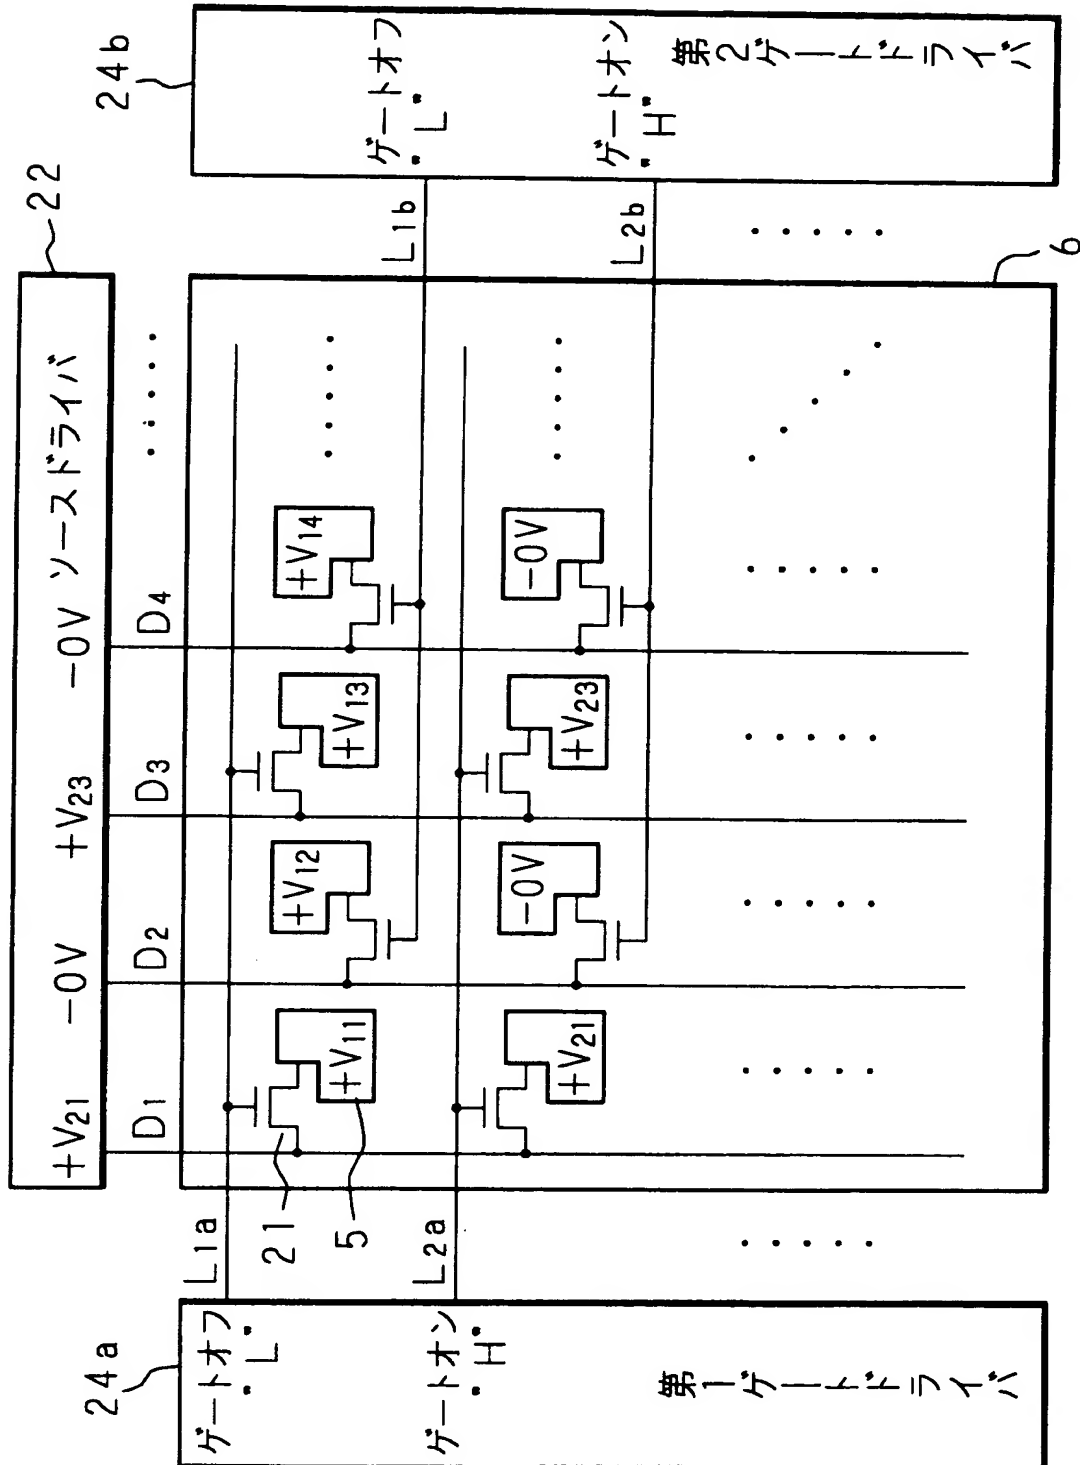 22
ソースドライバ
+V21 -0V +V23 -0V ・・・・・
D1 D2 D3 D4
24a
24b
ゲートオフ
"L"
L1a
L1b
ゲートオフ
"L"
21
5
+V11 +V12 +V13 +V14
ゲートオン
"H"
L2a
L2b
ゲートオン
"H"
+V21 -0V +V23 -0V
第1ゲートドライバ
第2ゲートドライバ
6